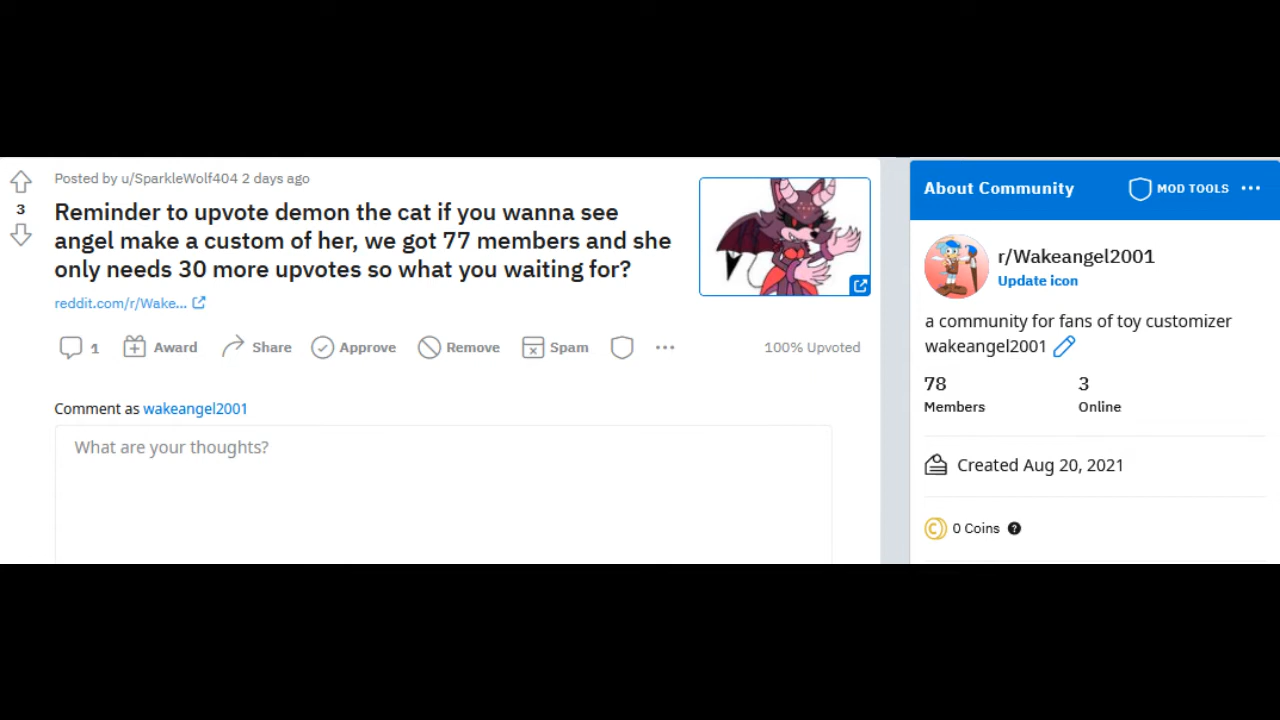 Posted by u/SparkleWolf404 2 days ago
3
Reminder to upvote demon the cat if you wanna see
angel make a custom of her, we got 77 members and she
only needs 30 more upvotes so what you waiting for?
reddit.com/r/Wake...
1 Award Share Approve Remove Spam ... 100% Upvoted
Comment as wakeangel2001
What are your thoughts?
About Community MOD TOOLS ...
r/Wakeangel2001
Update icon
a community for fans of toy customizer
wakeangel2001
78 3
Members Online
Created Aug 20, 2021
0 Coins ?